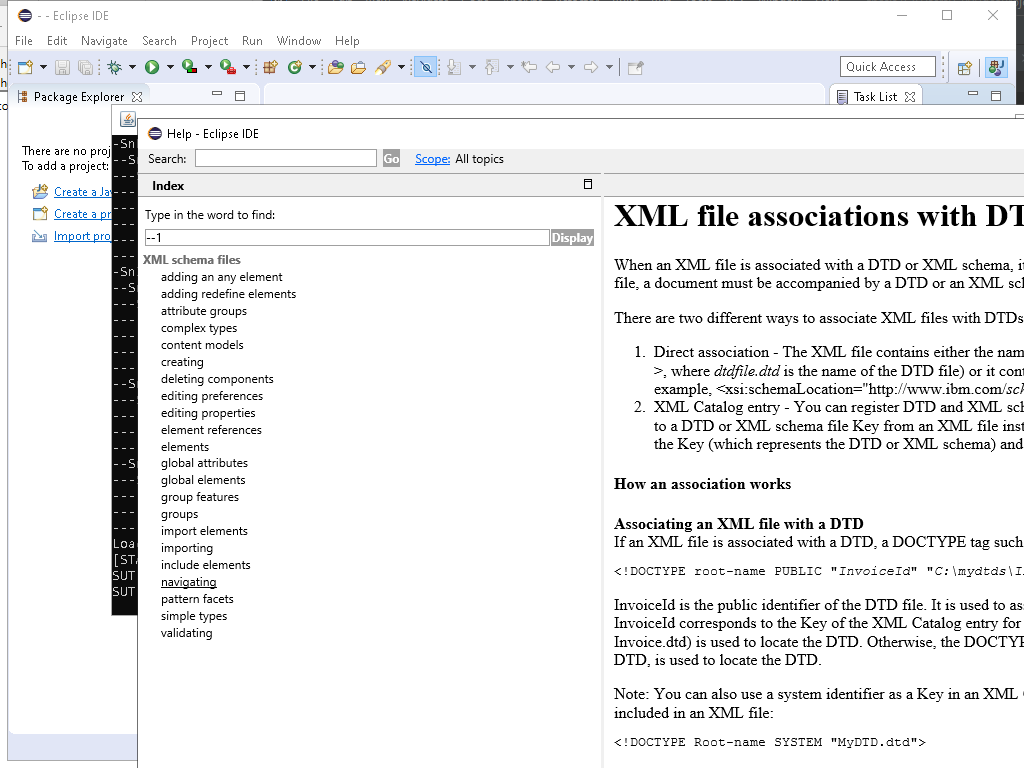 - - Eclipse IDE
File Edit Navigate Search Project Run Window Help
Quick Access
Package Explorer
Task List
There are no proj
To add a project:
Create a Ja
Create a pr
Import proj
Loa
[STA
SUT
SUT
Help - Eclipse IDE
Search: Go Scope: All topics
Index
Type in the word to find:
--1 Display
XML schema files
adding an any element
adding redefine elements
attribute groups
complex types
content models
creating
deleting components
editing preferences
editing properties
element references
elements
global attributes
global elements
group features
groups
import elements
importing
include elements
navigating
pattern facets
simple types
validating
XML file associations with DT
When an XML file is associated with a DTD or XML schema, it
file, a document must be accompanied by a DTD or an XML sch
There are two different ways to associate XML files with DTDs
1. Direct association - The XML file contains either the nam
>, where dtdfile.dtd is the name of the DTD file) or it cont
example, <xsi:schemaLocation="http://www.ibm.com/sch
2. XML Catalog entry - You can register DTD and XML sch
to a DTD or XML schema file Key from an XML file inst
the Key (which represents the DTD or XML schema) and
How an association works
Associating an XML file with a DTD
If an XML file is associated with a DTD, a DOCTYPE tag such
<!DOCTYPE root-name PUBLIC "InvoiceId" "C:\mydtds\I
InvoiceId is the public identifier of the DTD file. It is used to as
InvoiceId corresponds to the Key of the XML Catalog entry for
Invoice.dtd) is used to locate the DTD. Otherwise, the DOCTYP
DTD, is used to locate the DTD.
Note: You can also use a system identifier as a Key in an XML
included in an XML file:
<!DOCTYPE Root-name SYSTEM "MyDTD.dtd">